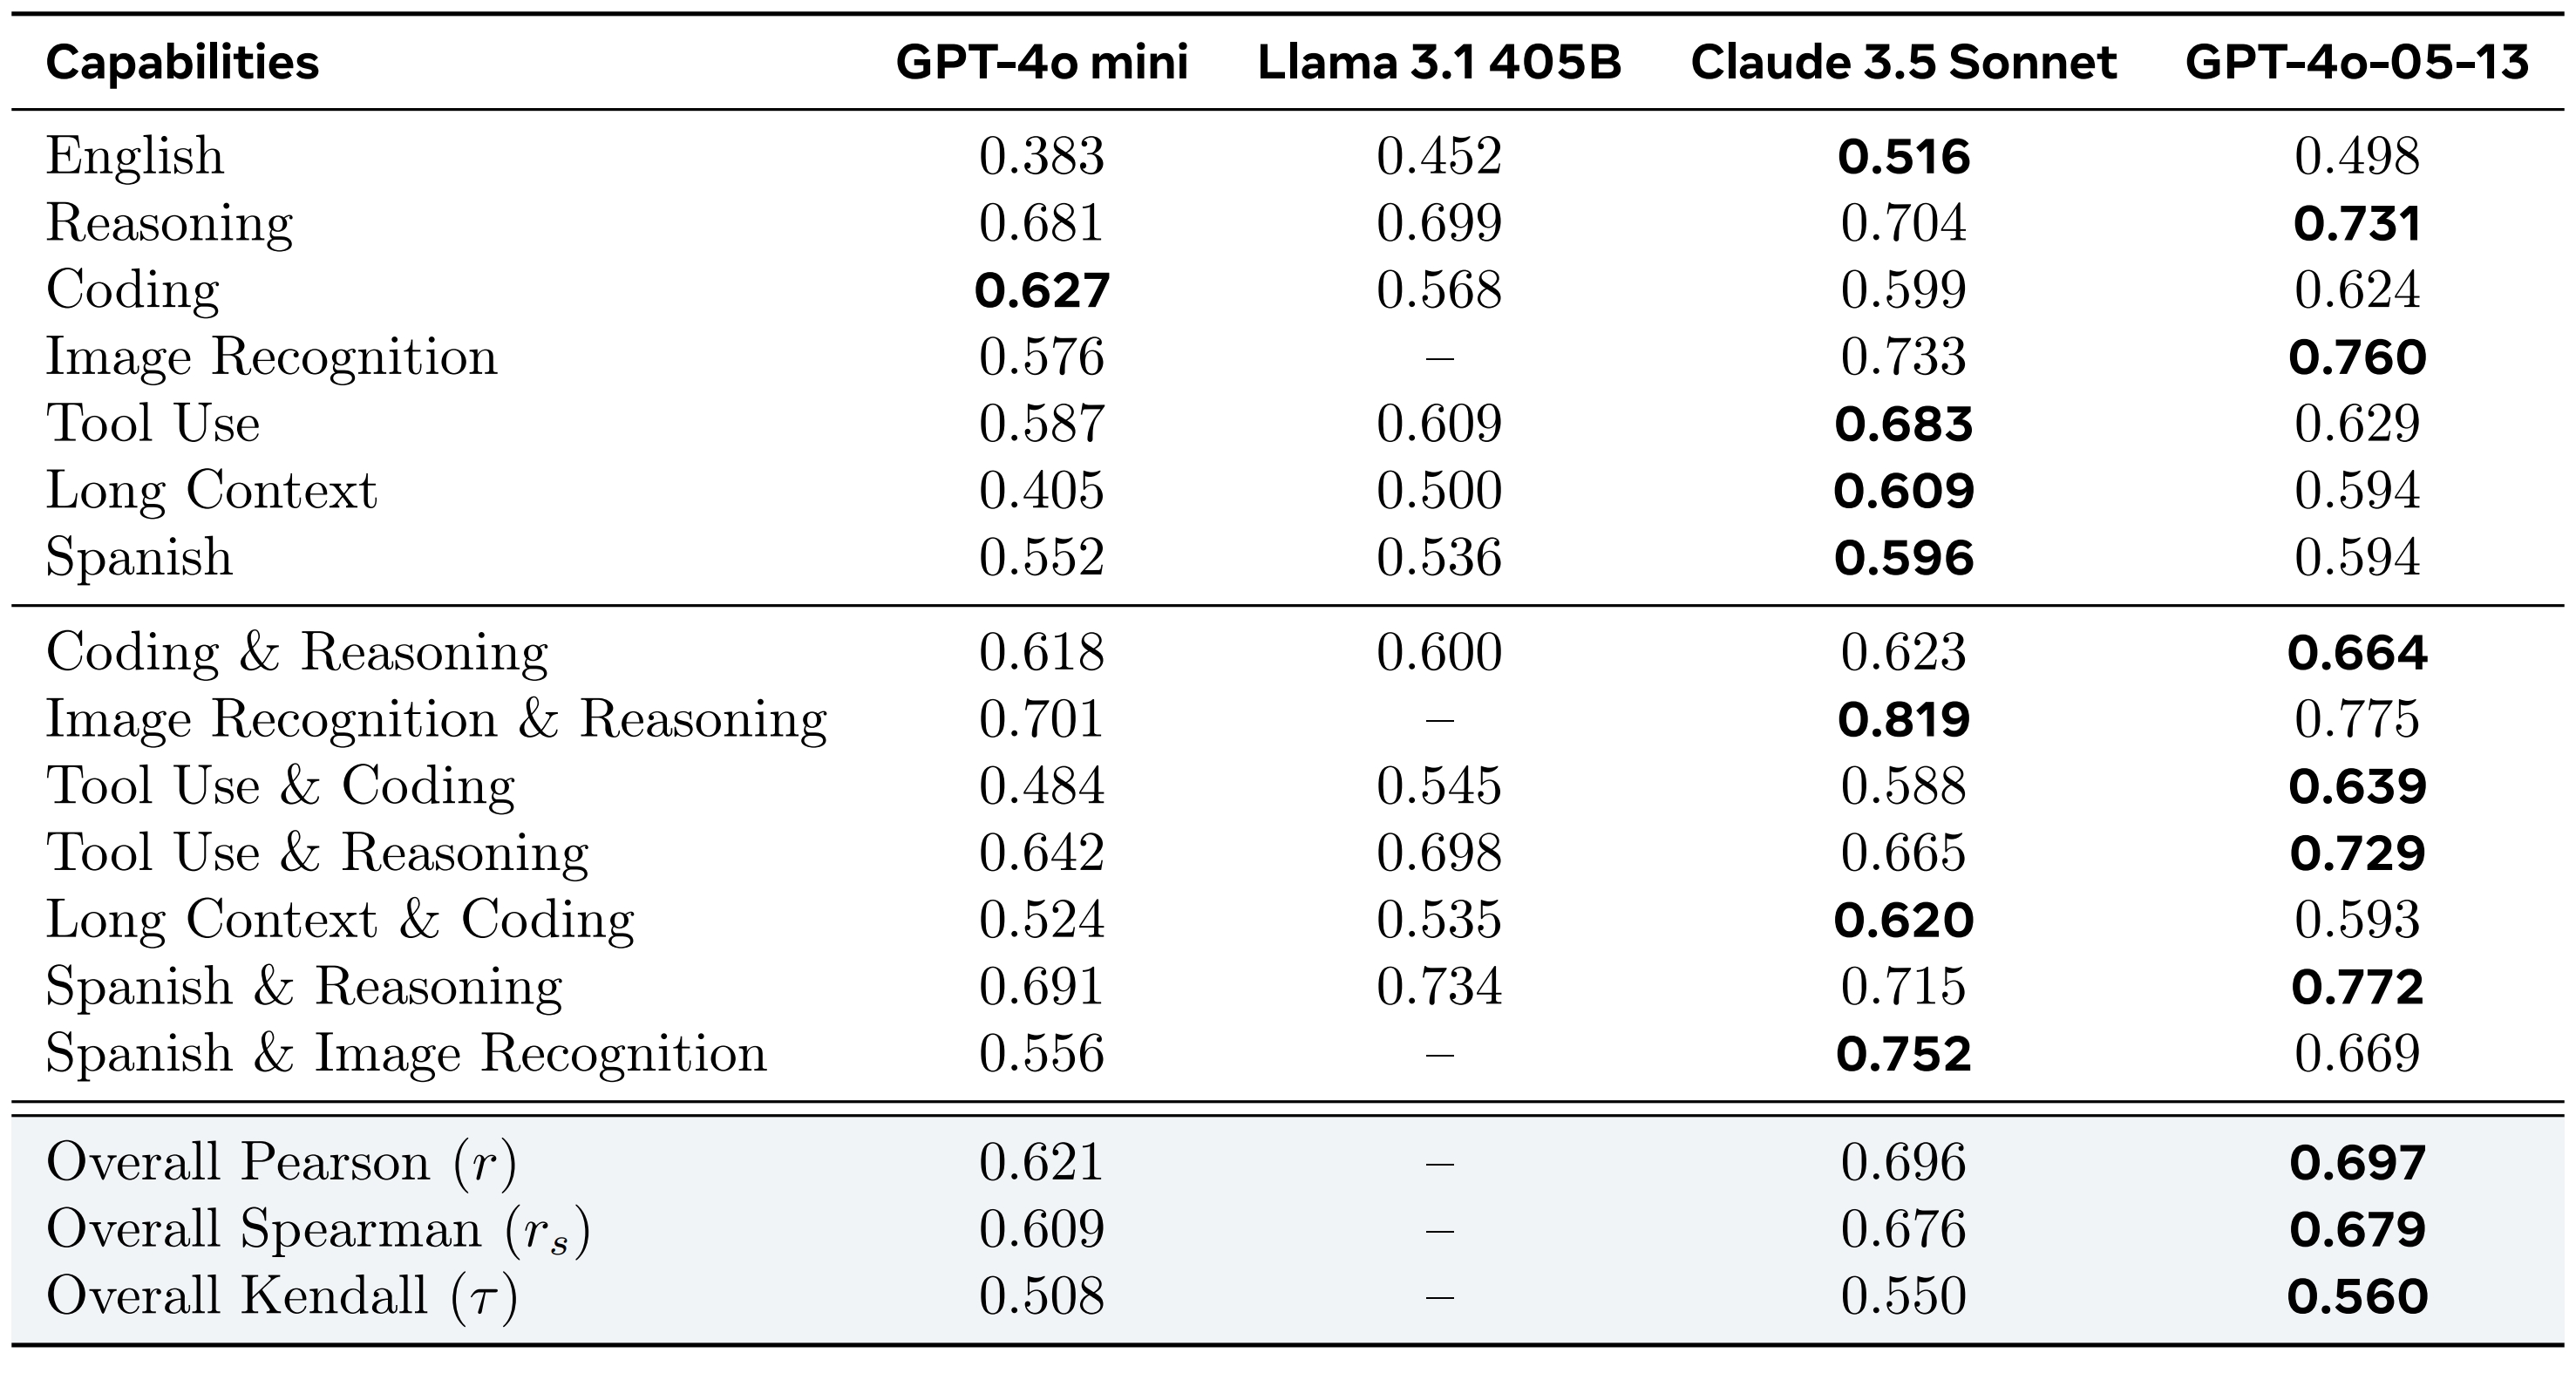 Capabilities GPT-4o mini Llama 3.1 405B Claude 3.5 Sonnet GPT-4o-05-13
English 0.383 0.452 0.516 0.498
Reasoning 0.681 0.699 0.704 0.731
Coding 0.627 0.568 0.599 0.624
Image Recognition 0.576 – 0.733 0.760
Tool Use 0.587 0.609 0.683 0.629
Long Context 0.405 0.500 0.609 0.594
Spanish 0.552 0.536 0.596 0.594
Coding & Reasoning 0.618 0.600 0.623 0.664
Image Recognition & Reasoning 0.701 – 0.819 0.775
Tool Use & Coding 0.484 0.545 0.588 0.639
Tool Use & Reasoning 0.642 0.698 0.665 0.729
Long Context & Coding 0.524 0.535 0.620 0.593
Spanish & Reasoning 0.691 0.734 0.715 0.772
Spanish & Image Recognition 0.556 – 0.752 0.669
Overall Pearson (r) 0.621 – 0.696 0.697
Overall Spearman (r_s) 0.609 – 0.676 0.679
Overall Kendall (τ) 0.508 – 0.550 0.560